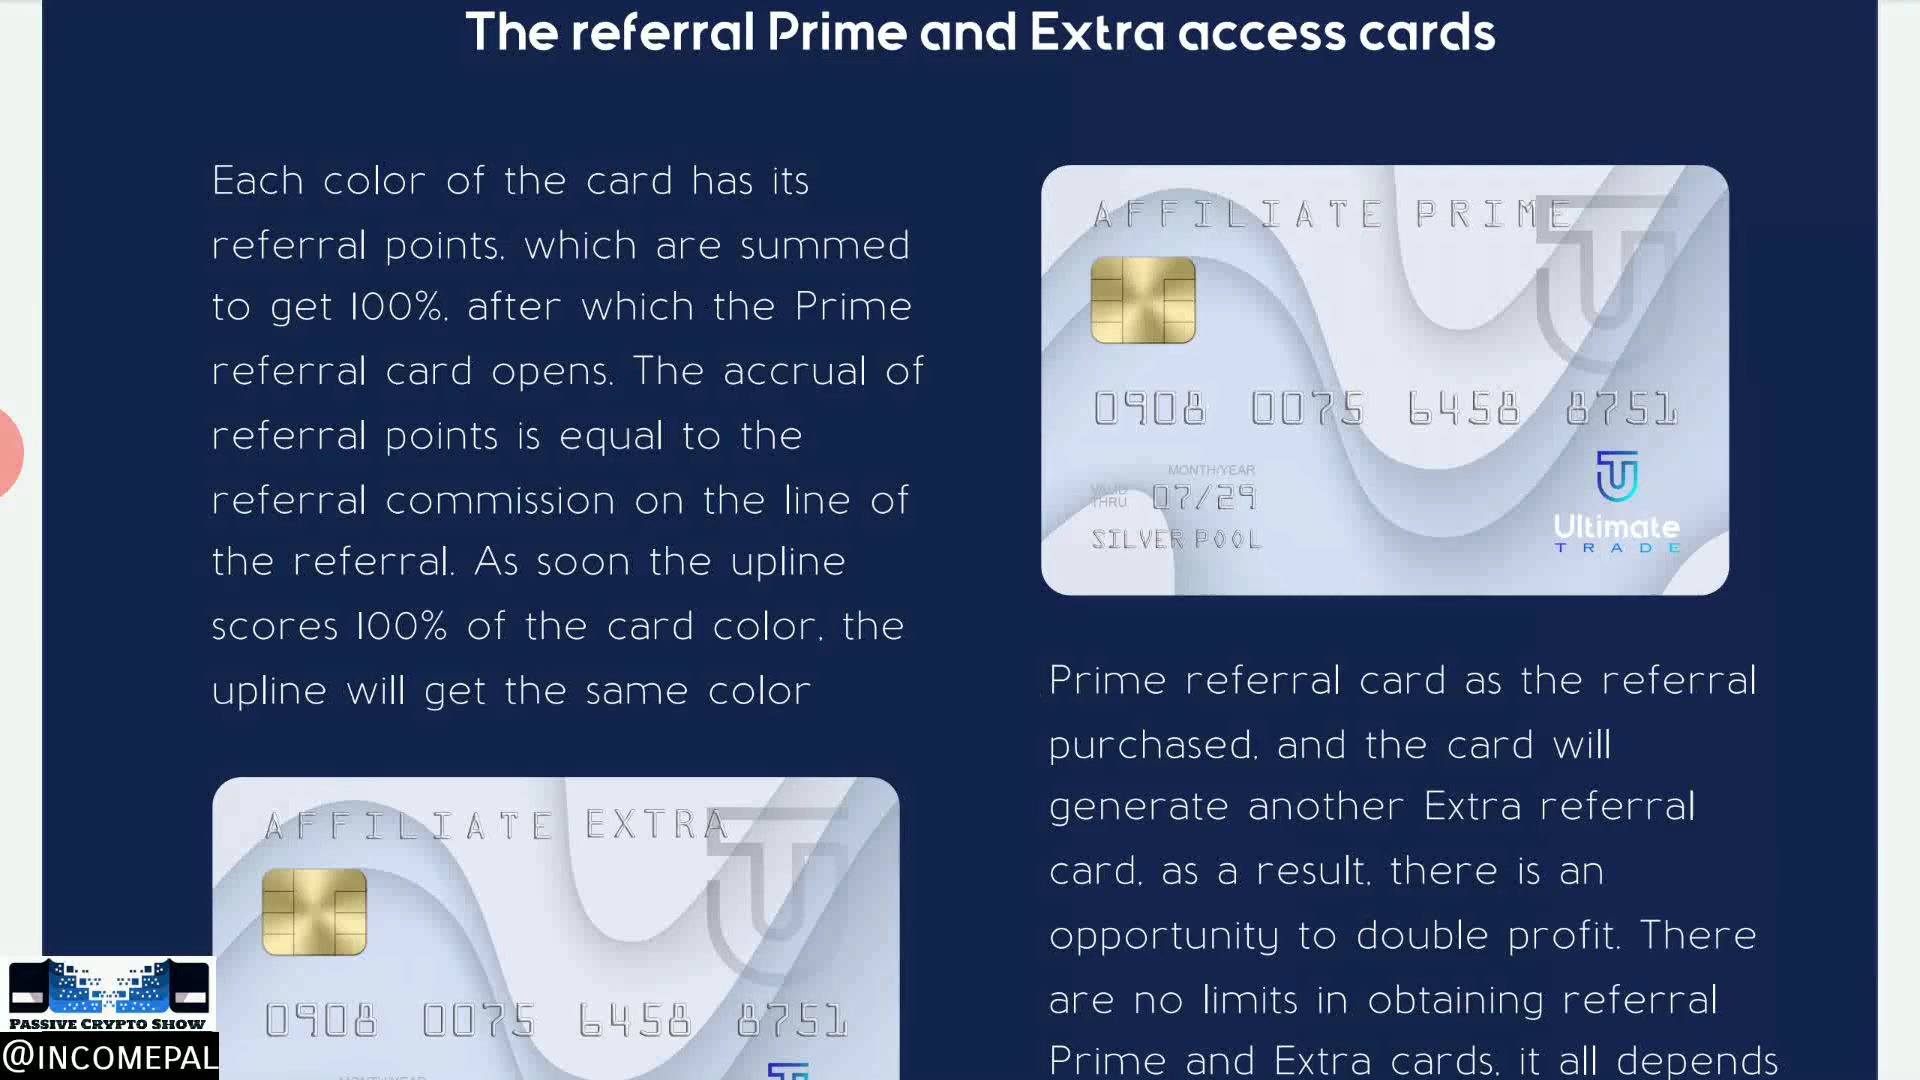 The referral Prime and Extra access cards
Each color of the card has its
referral points, which are summed
to get 100%, after which the Prime
referral card opens. The accrual of
referral points is equal to the
referral commission on the line of
the referral. As soon the upline
scores 100% of the card color, the
upline will get the same color
AFFILIATE PRIME
0908 0075 6458 8751
MONTH/YEAR
VALID
THRU
07/29
SILVER POOL
Ultimate
TRADE
Prime referral card as the referral
purchased, and the card will
generate another Extra referral
card, as a result, there is an
opportunity to double profit. There
are no limits in obtaining referral
Prime and Extra cards, it all depends
AFFILIATE EXTRA
0908 0075 6458 8751
MONTH/YEAR
PASSIVE CRYPTO SHOW
@INCOMEPAL